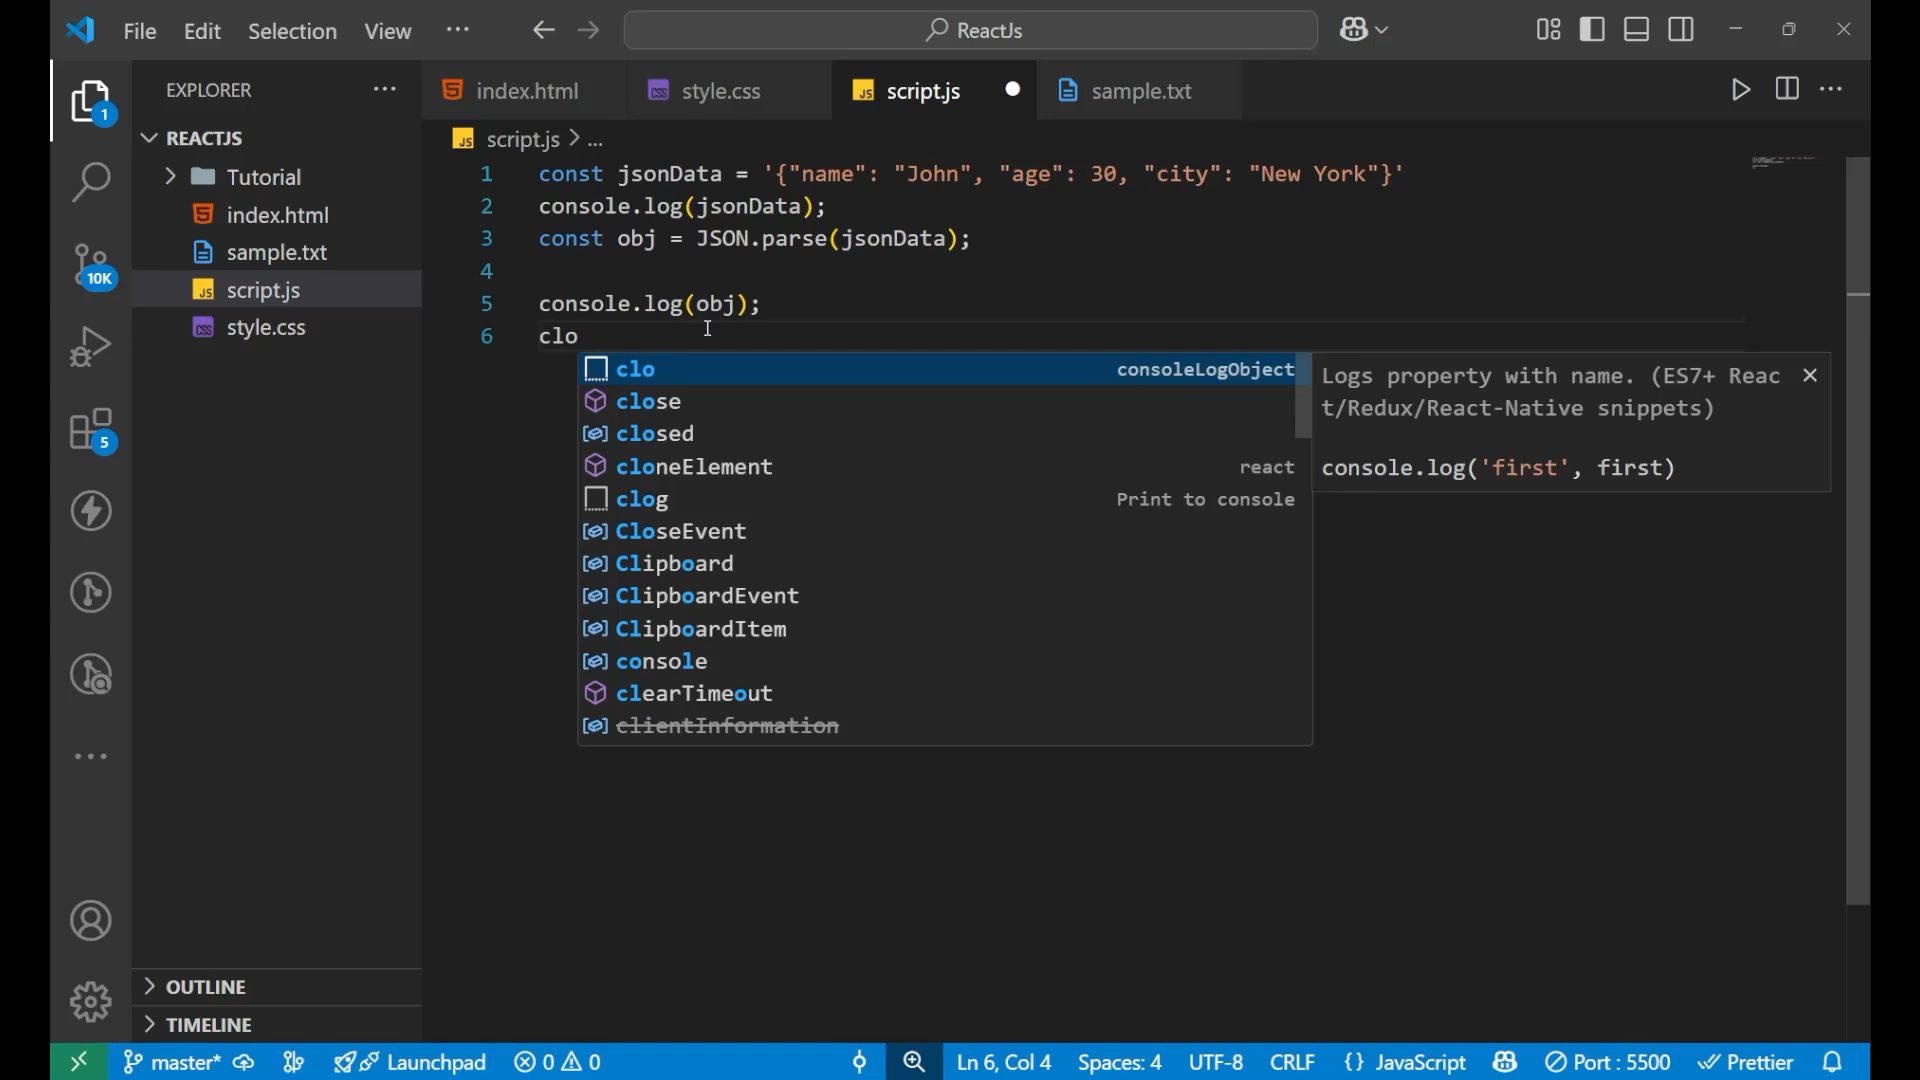 File Edit Selection View ··· ReactJs
EXPLORER ···
index.html style.css script.js sample.txt
1
REACTJS
Tutorial
index.html
sample.txt
script.js
style.css
10K
5
script.js > ...
1 const jsonData = '{"name": "John", "age": 30, "city": "New York"}'
2 console.log(jsonData);
3 const obj = JSON.parse(jsonData);
4
5 console.log(obj);
6 clo
clo consoleLogObject
close
closed
cloneElement react
clog Print to console
CloseEvent
Clipboard
ClipboardEvent
ClipboardItem
console
clearTimeout
clientInformation
Logs property with name. (ES7+ Reac
t/Redux/React-Native snippets)
console.log('first', first)
OUTLINE
TIMELINE
master* Launchpad 0 0 Ln 6, Col 4 Spaces: 4 UTF-8 CRLF {} JavaScript Port : 5500 Prettier